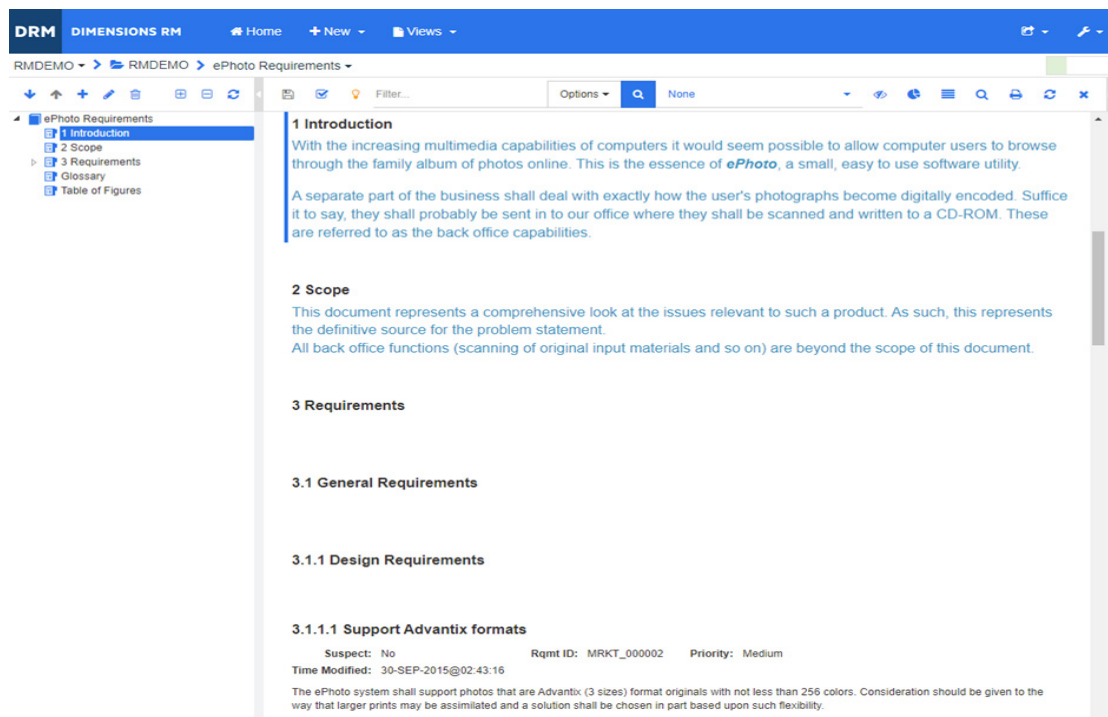 DRM DIMENSIONS RM Home New Views
RMDEMO RMDEMO ePhoto Requirements
Filter... Options None
ePhoto Requirements
1 Introduction
2 Scope
3 Requirements
Glossary
Table of Figures
1 Introduction
With the increasing multimedia capabilities of computers it would seem possible to allow computer users to browse
through the family album of photos online. This is the essence of ePhoto, a small, easy to use software utility.
A separate part of the business shall deal with exactly how the user's photographs become digitally encoded. Suffice
it to say, they shall probably be sent in to our office where they shall be scanned and written to a CD-ROM. These
are referred to as the back office capabilities.
2 Scope
This document represents a comprehensive look at the issues relevant to such a product. As such, this represents
the definitive source for the problem statement.
All back office functions (scanning of original input materials and so on) are beyond the scope of this document.
3 Requirements
3.1 General Requirements
3.1.1 Design Requirements
3.1.1.1 Support Advantix formats
Suspect: No Rqmt ID: MRKT_000002 Priority: Medium
Time Modified: 30-SEP-2015@02:43:16
The ePhoto system shall support photos that are Advantix (3 sizes) format originals with not less than 256 colors. Consideration should be given to the
way that larger prints may be assimilated and a solution shall be chosen in part based upon such flexibility.